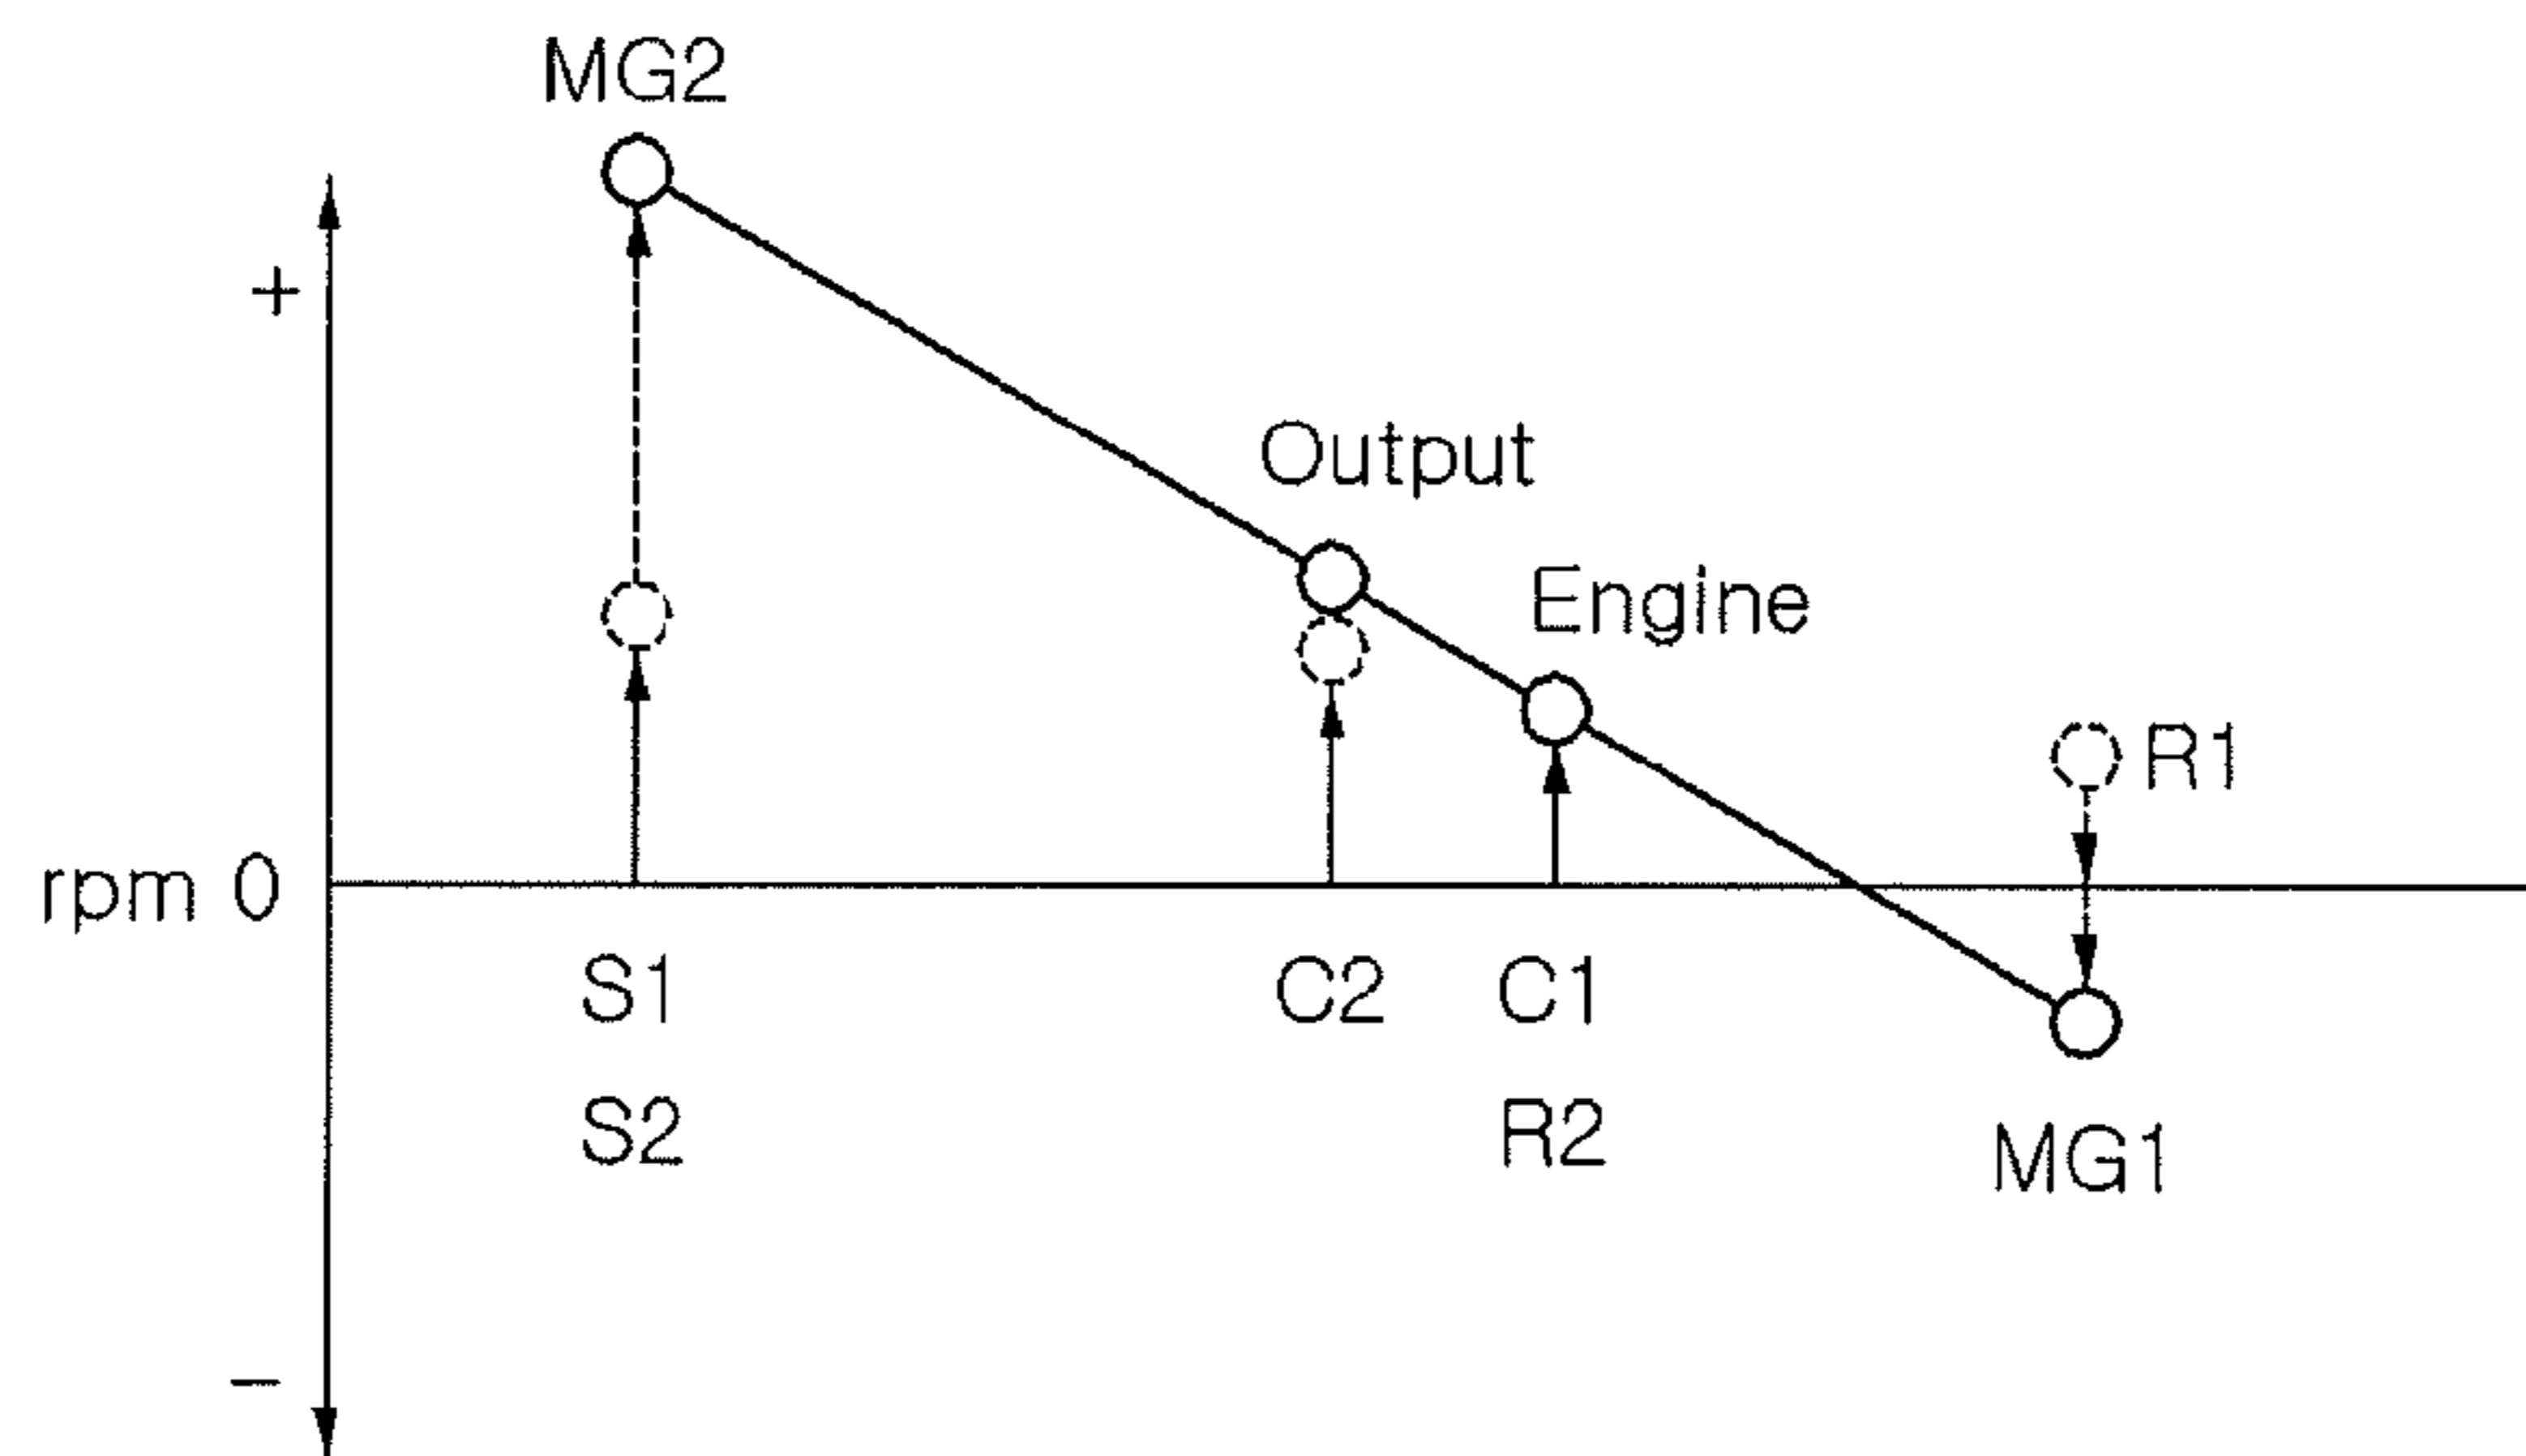 MG2
+
Output
Engine
R1
rpm 0
S1 C2 C1
S2 R2 MG1
−